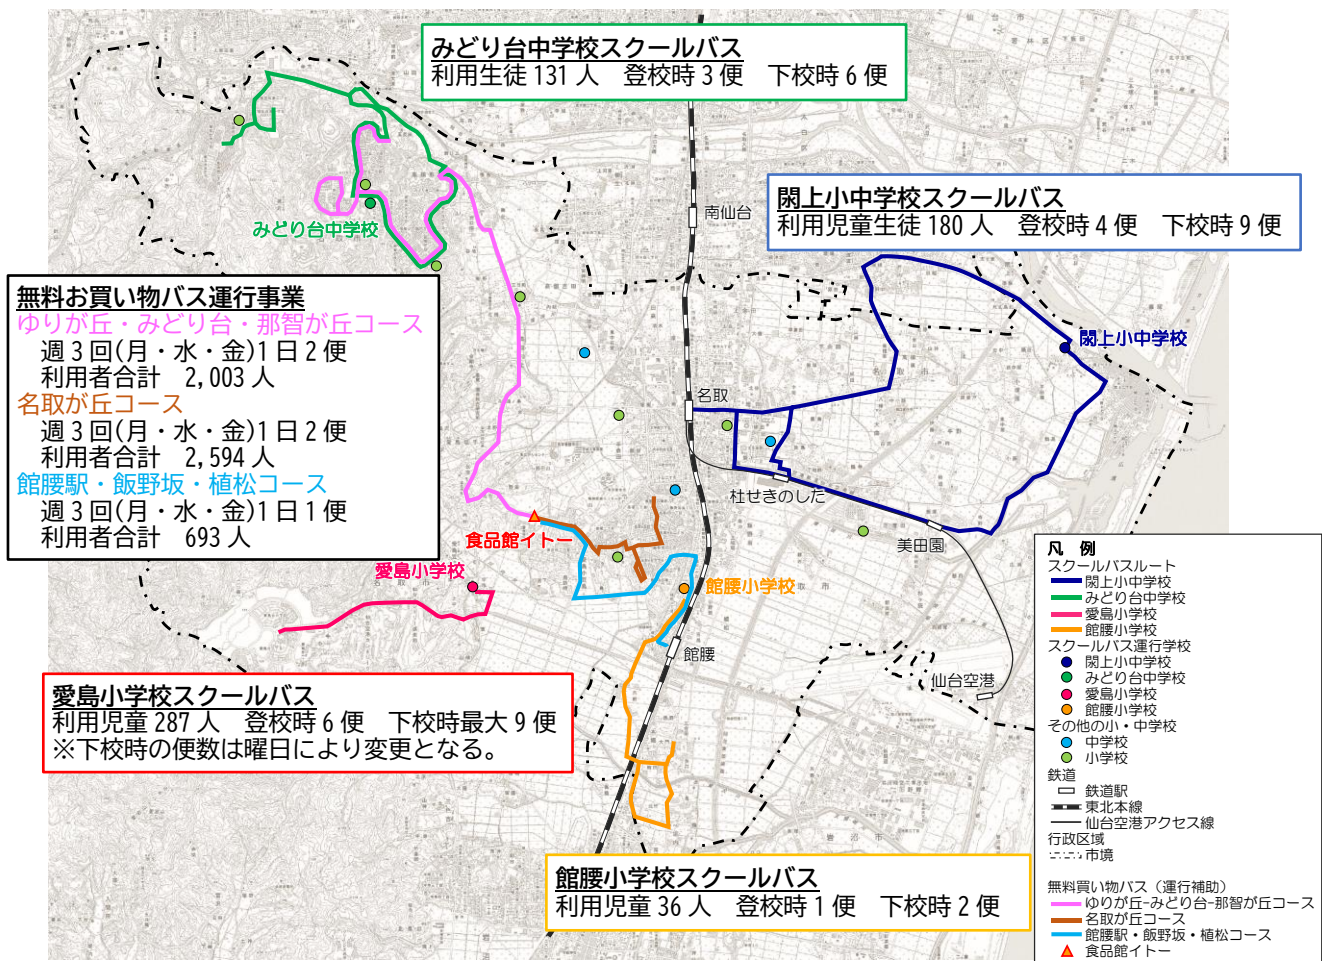 みどり台中学校スクールバス
利用生徒 131 人　登校時 3 便　下校時 6 便
閖上小中学校スクールバス
利用児童生徒 180 人　登校時 4 便　下校時 9 便
南仙台
みどり台中学校
無料お買い物バス運行事業
ゆりが丘・みどり台・那智が丘コース
週 3 回(月・水・金)1 日 2 便
利用者合計　2,003 人
名取が丘コース
週 3 回(月・水・金)1 日 2 便
利用者合計　2,594 人
館腰駅・飯野坂・植松コース
週 3 回(月・水・金)1 日 1 便
利用者合計　693 人
閖上小中学校
名取
杜せきのした
美田園
食品館イトー
愛島小学校
館腰小学校
館腰
仙台空港
愛島小学校スクールバス
利用児童 287 人　登校時 6 便　下校時最大 9 便
※下校時の便数は曜日により変更となる。
館腰小学校スクールバス
利用児童 36 人　登校時 1 便　下校時 2 便
凡　例
スクールバスルート
閖上小中学校
みどり台中学校
愛島小学校
館腰小学校
スクールバス運行学校
閖上小中学校
みどり台中学校
愛島小学校
館腰小学校
その他の小・中学校
中学校
小学校
鉄道
鉄道駅
東北本線
仙台空港アクセス線
行政区域
市境
無料買い物バス（運行補助）
ゆりが丘-みどり台-那智が丘コース
名取が丘コース
館腰駅・飯野坂・植松コース
食品館イトー